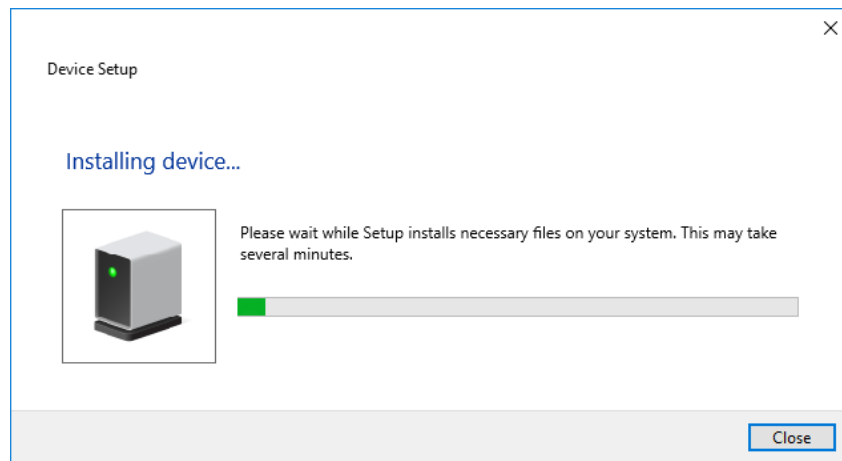 Device Setup
Installing device...
Please wait while Setup installs necessary files on your system. This may take
several minutes.
Close